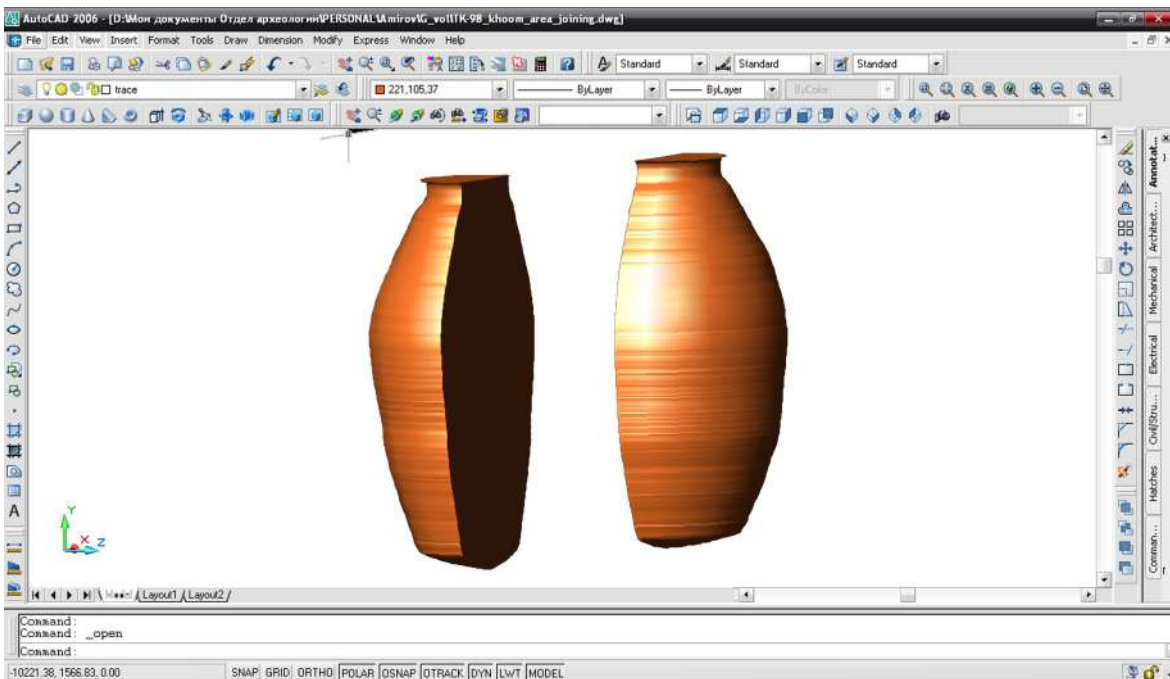 AutoCAD 2006 - [D:\Мои документы Отдел археологии\PERSONAL\Amirov\G_vol\TK-98_khoom_area_joining.dwg]
File Edit View Insert Format Tools Draw Dimension Modify Express Window Help
Standard Standard Standard
trace 221,105,37 ByLayer ByLayer ByColor
Annotat...
Architect...
Mechanical
Electrical
Civil/Stru...
Hatches
Comman...
A
Y
X Z
Model Layout1 Layout2
Command:
Command: _open
Command:
-10221.38, 1566.83, 0.00 SNAP GRID ORTHO POLAR OSNAP OTRACK DYN LWT MODEL